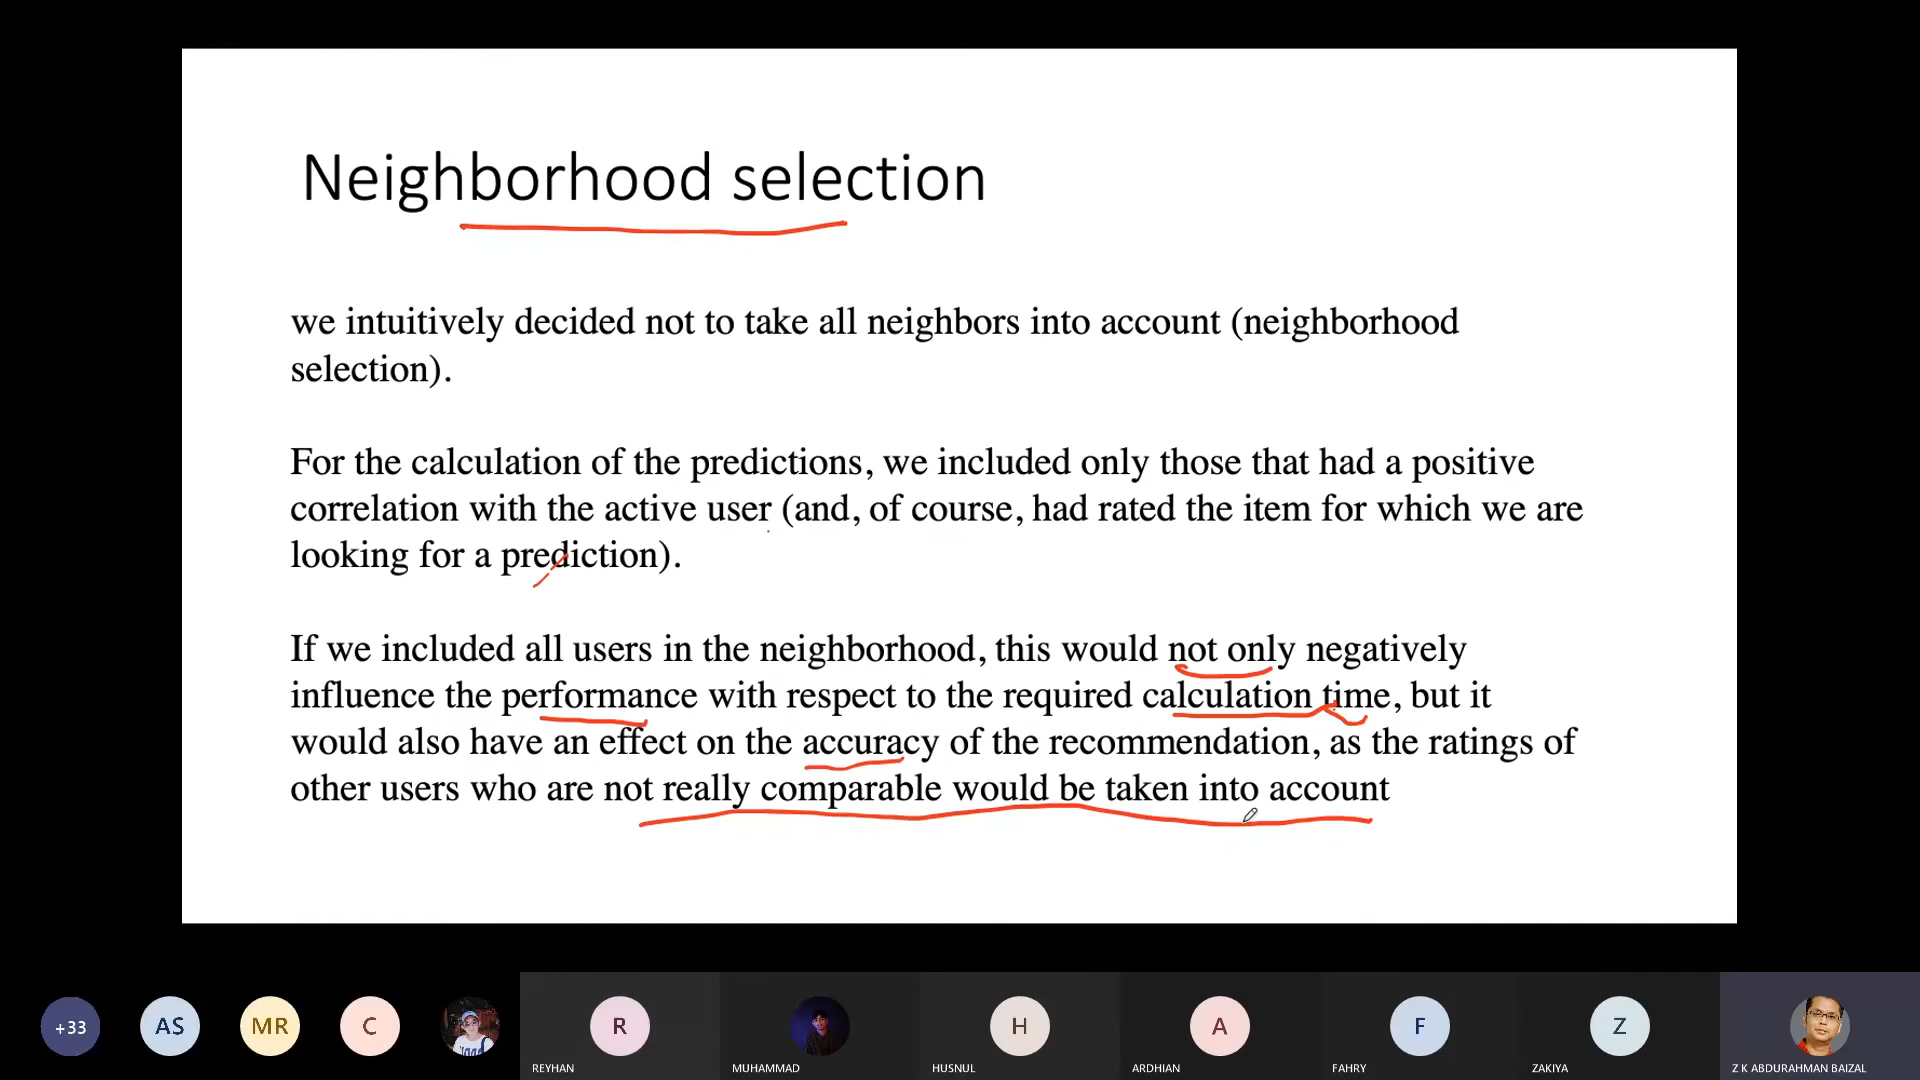 Neighborhood selection
we intuitively decided not to take all neighbors into account (neighborhood
selection).
For the calculation of the predictions, we included only those that had a positive
correlation with the active user (and, of course, had rated the item for which we are
looking for a prediction).
If we included all users in the neighborhood, this would not only negatively
influence the performance with respect to the required calculation time, but it
would also have an effect on the accuracy of the recommendation, as the ratings of
other users who are not really comparable would be taken into account
+33
AS
MR
C
R
H
A
F
Z
REYHAN
MUHAMMAD
HUSNUL
ARDHIAN
FAHRY
ZAKIYA
Z K ABDURAHMAN BAIZAL